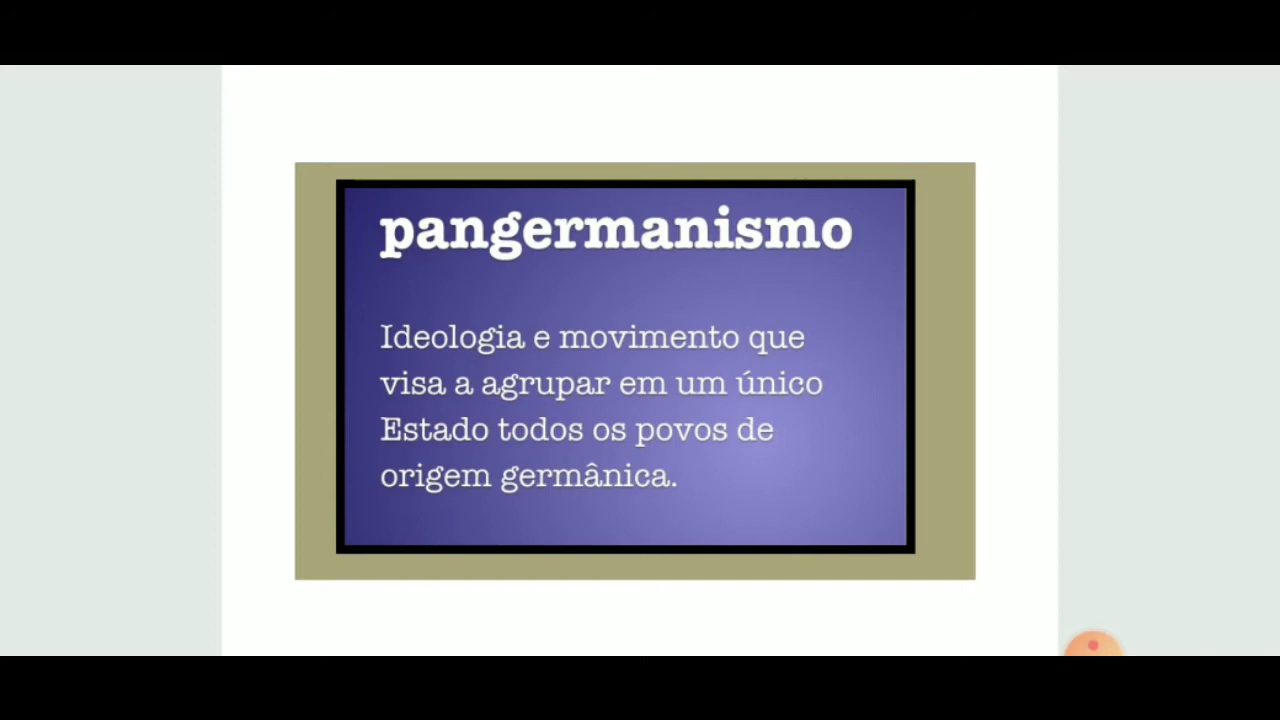 pangermanismo
Ideologia e movimento que
visa a agrupar em um único
Estado todos os povos de
origem germânica.